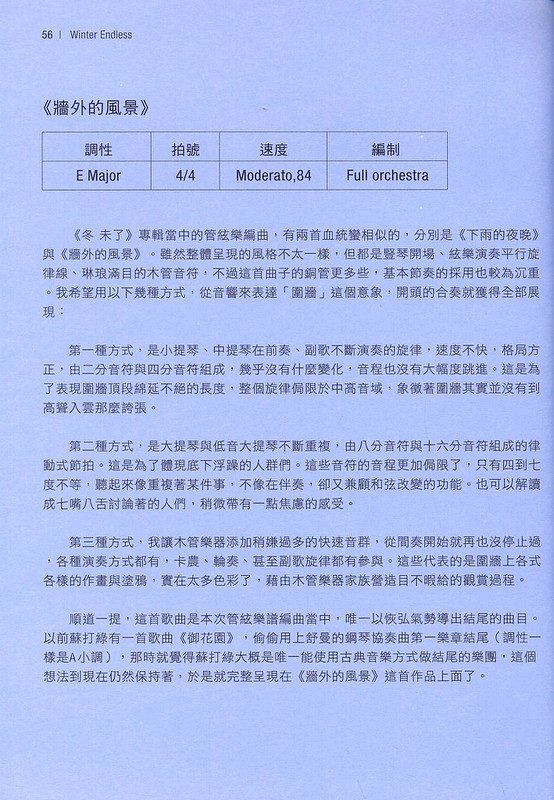 56 | Winter Endless
《牆外的風景》
調性 拍號 速度 編制
E Major 4/4 Moderato,84 Full orchestra
《冬 未了》專輯當中的管絃樂編曲，有兩首血統蠻相似的，分別是《下雨的夜晚》
與《牆外的風景》。雖然整體呈現的風格不太一樣，但都是豎琴開場、絃樂演奏平行旋
律線、琳琅滿目的木管音符，不過這首曲子的銅管更多些，基本節奏的採用也較為沉重
。我希望用以下幾種方式，從音響來表達「圍牆」這個意象，開頭的合奏就獲得全部展
現：
第一種方式，是小提琴、中提琴在前奏、副歌不斷演奏的旋律，速度不快，格局方
正，由二分音符與四分音符組成，幾乎沒有什麼變化，音程也沒有大幅度跳進。這是為
了表現圍牆頂段綿延不絕的長度，整個旋律侷限於中高音域，象徵著圍牆其實並沒有到
高聳入雲那麼誇張。
第二種方式，是大提琴與低音大提琴不斷重複，由八分音符與十六分音符組成的律
動式節拍。這是為了體現底下浮躁的人群們。這些音符的音程更加侷限了，只有四到七
度不等，聽起來像重複著某件事，不像在伴奏，卻又兼顧和弦改變的功能。也可以解讀
成七嘴八舌討論著的人們，稍微帶有一點焦慮的感受。
第三種方式，我讓木管樂器添加稍嫌過多的快速音群，從間奏開始就再也沒停止過
，各種演奏方式都有，卡農、輪奏、甚至副歌旋律都有參與。這些代表的是圍牆上各式
各樣的作畫與塗鴉，實在太多色彩了，藉由木管樂器家族營造目不暇給的觀賞過程。
順道一提，這首歌曲是本次管絃樂譜編曲當中，唯一以恢弘氣勢導出結尾的曲目。
以前蘇打綠有一首歌曲《御花園》，偷偷用上舒曼的鋼琴協奏曲第一樂章結尾（調性一
樣是A小調），那時就覺得蘇打綠大概是唯一能使用古典音樂方式做結尾的樂團，這個
想法到現在仍然保持著，於是就完整呈現在《牆外的風景》這首作品上面了。